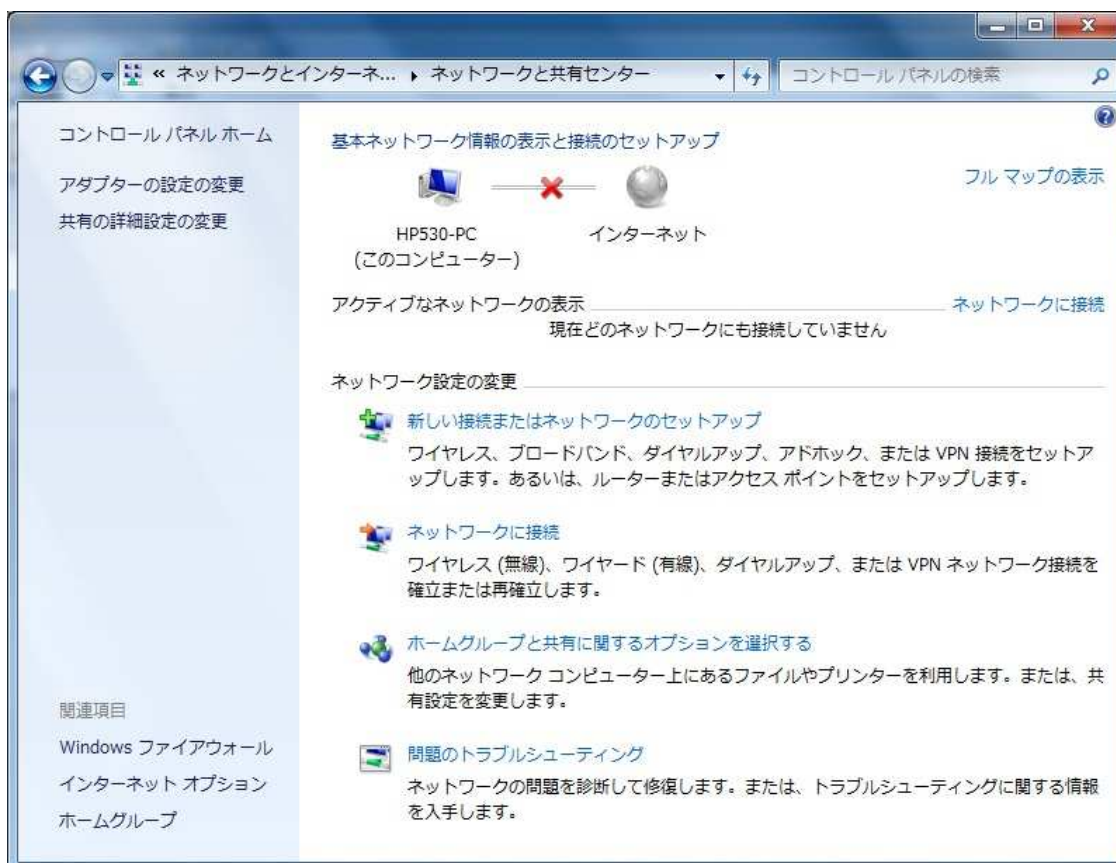 « ネットワークとインターネ... ▸ ネットワークと共有センター
コントロール パネルの検索
コントロール パネル ホーム
アダプターの設定の変更
共有の詳細設定の変更
関連項目
Windows ファイアウォール
インターネット オプション
ホームグループ
基本ネットワーク情報の表示と接続のセットアップ
フル マップの表示
HP530-PC
(このコンピューター)
インターネット
アクティブなネットワークの表示
ネットワークに接続
現在どのネットワークにも接続していません
ネットワーク設定の変更
新しい接続またはネットワークのセットアップ
ワイヤレス、ブロードバンド、ダイヤルアップ、アドホック、または VPN 接続をセットア
ップします。あるいは、ルーターまたはアクセス ポイントをセットアップします。
ネットワークに接続
ワイヤレス (無線)、ワイヤード (有線)、ダイヤルアップ、または VPN ネットワーク接続を
確立または再確立します。
ホームグループと共有に関するオプションを選択する
他のネットワーク コンピューター上にあるファイルやプリンターを利用します。または、共
有設定を変更します。
問題のトラブルシューティング
ネットワークの問題を診断して修復します。または、トラブルシューティングに関する情報
を入手します。